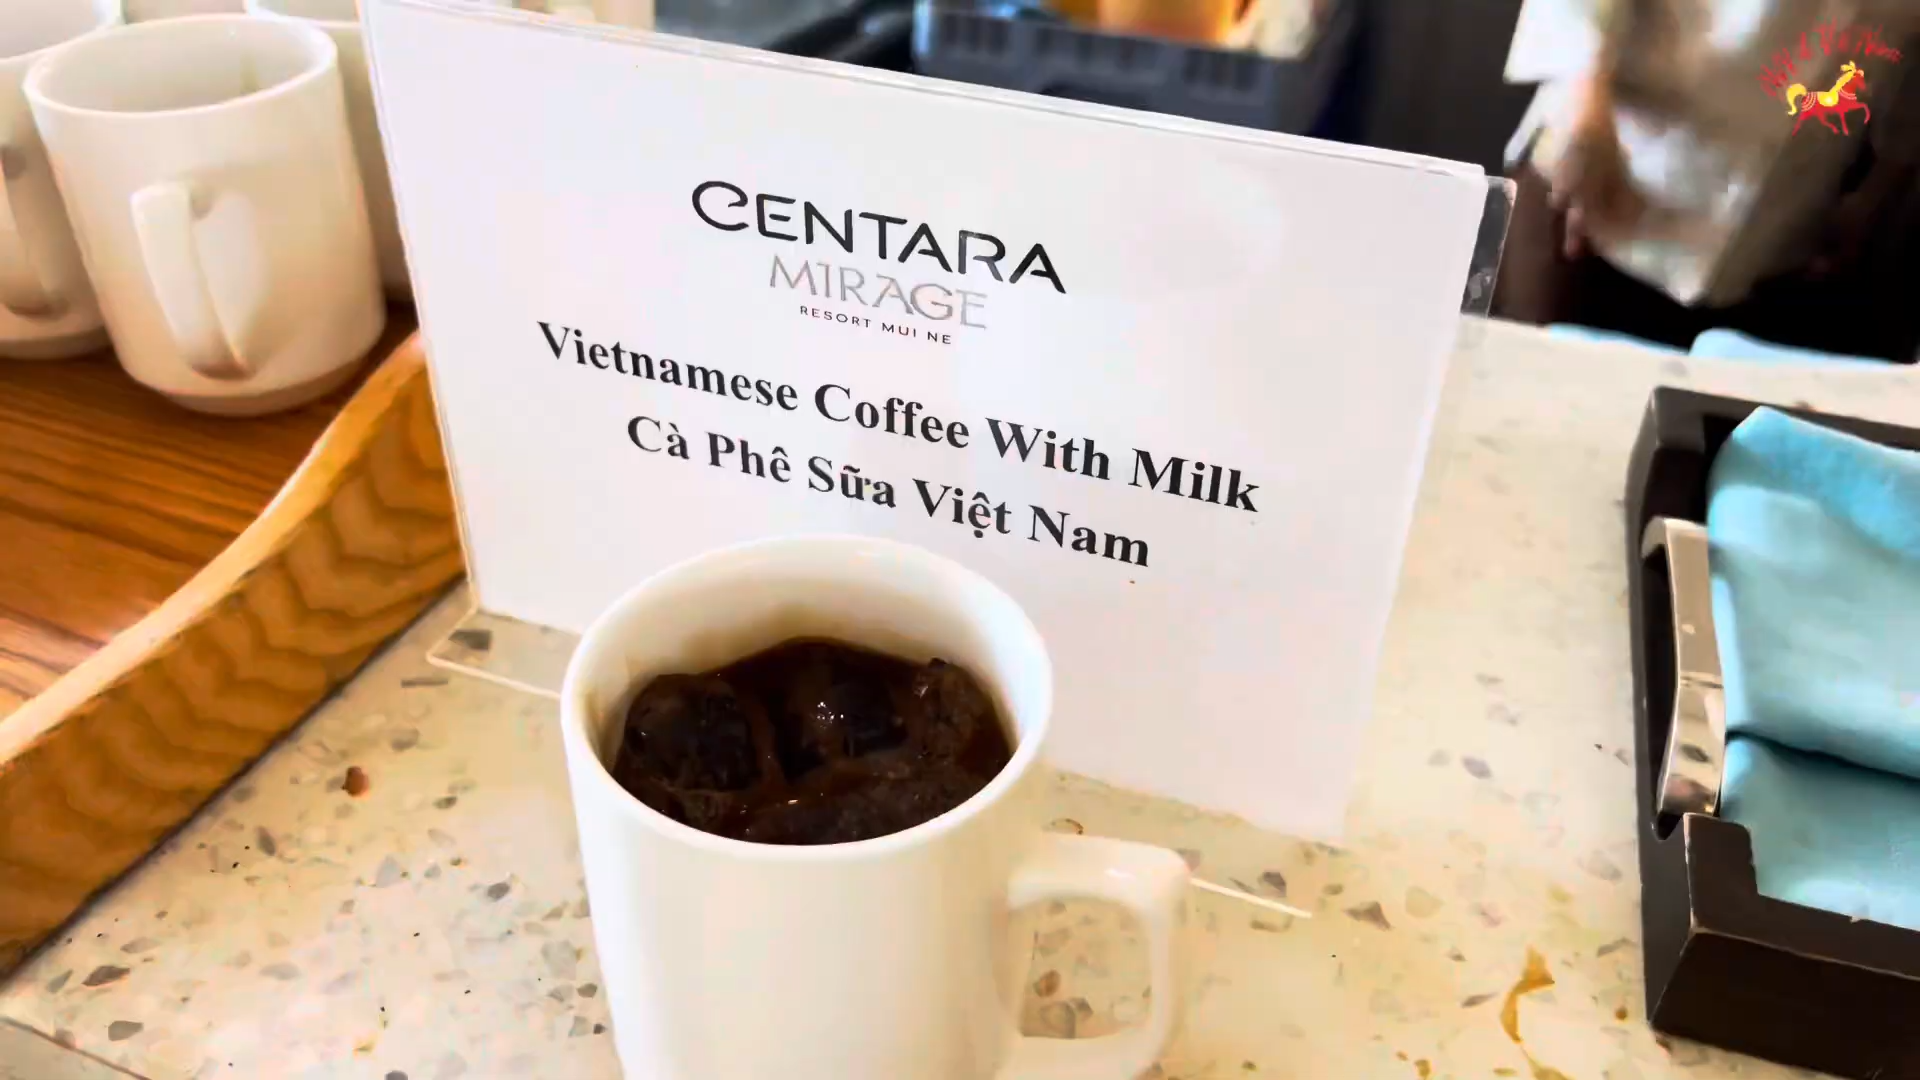 CENTARA
MIRAGE
RESORT MUI NE
Vietnamese Coffee With Milk
Cà Phê Sữa Việt Nam